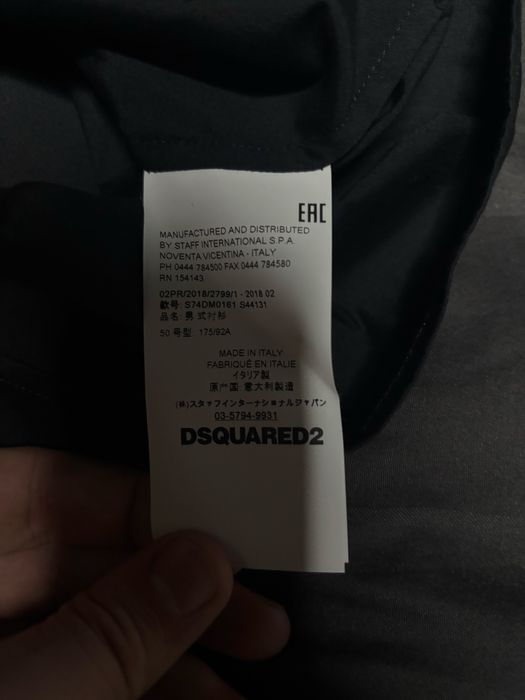 EAC
MANUFACTURED AND DISTRIBUTED
BY STAFF INTERNATIONAL S.P.A.
NOVENTA VICENTINA - ITALY
PH 0444 784500 FAX 0444 784580
RN 154143
02PR/2018/2799/1 - 2018 02
款号: S74DM0161 S44131
品名: 男式衬衫
50 号型: 175/92A
MADE IN ITALY
FABRIQUÉ EN ITALIE
イタリア製
原产国: 意大利製造
(株)スタッフインターナショナルジャパン
03-5794-9931
DSQUARED2